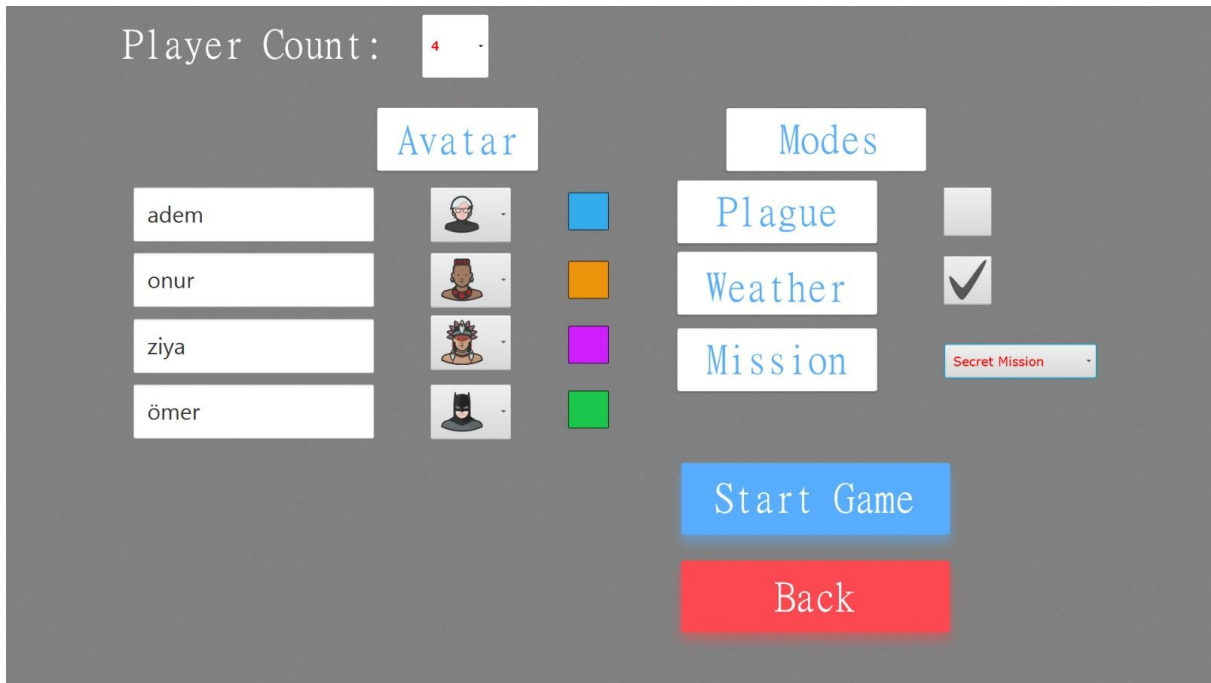 Player Count: 4
Avatar
Modes
adem
Plague
onur
Weather
ziya
Mission
Secret Mission
ömer
Start Game
Back